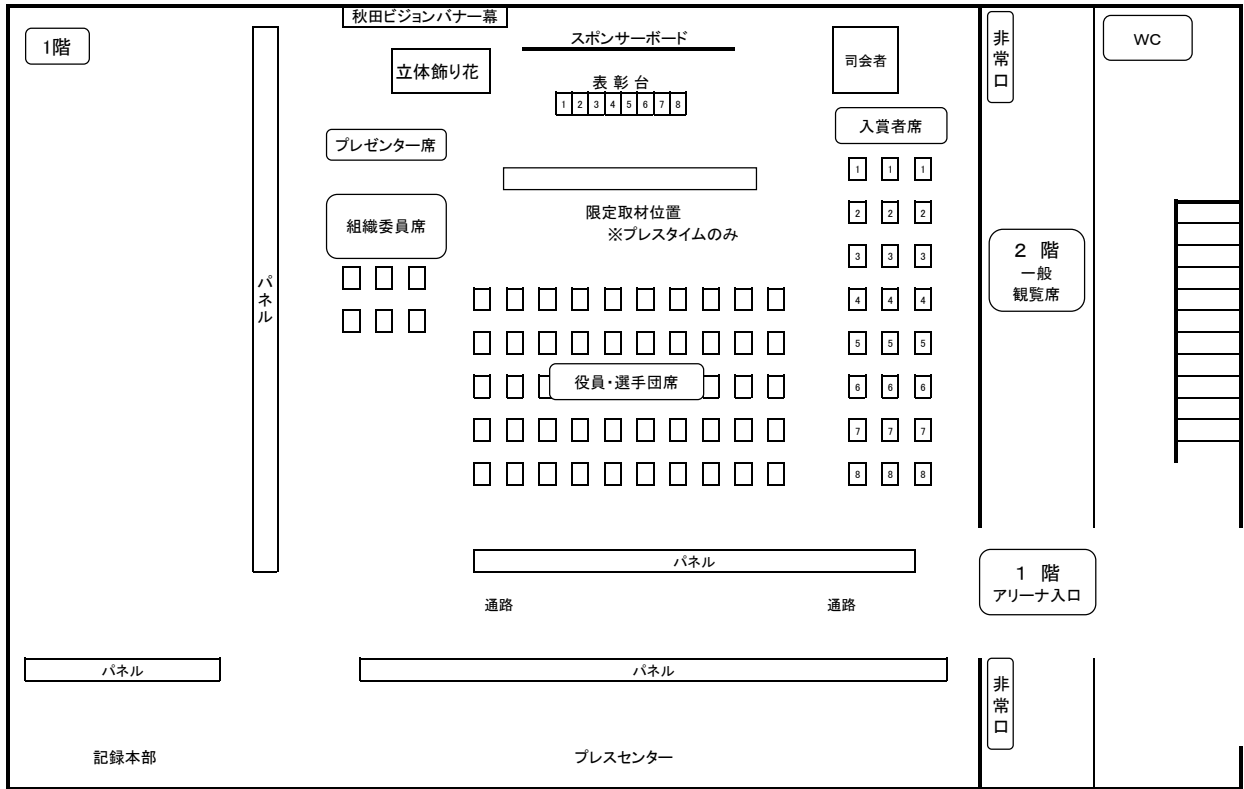 秋田ビジョンバナー幕
1階
スポンサーボード
非常口
WC
立体飾り花
司会者
表彰台
1 2 3 4 5 6 7 8
入賞者席
プレゼンター席
1 1 1
組織委員席
限定取材位置
※プレスタイムのみ
2 2 2
2 階
一般
観覧席
3 3 3
パネル
4 4 4
5 5 5
役員・選手団席
6 6 6
7 7 7
8 8 8
パネル
1 階
アリーナ入口
通路
通路
パネル
パネル
非常口
記録本部
プレスセンター